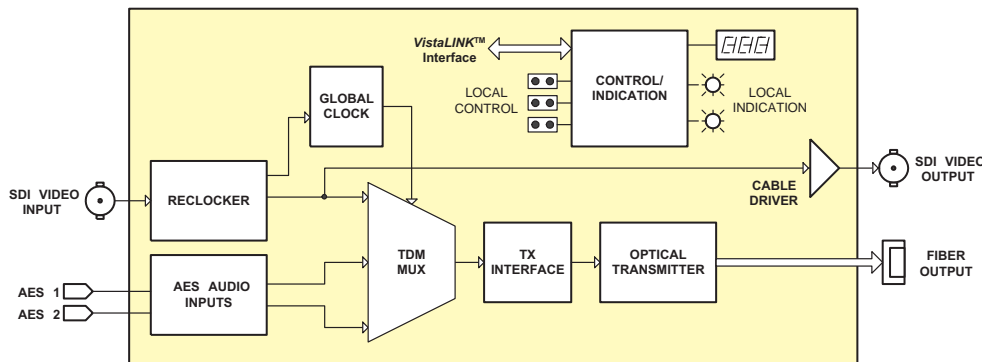 VistaLINK™
Interface
LOCAL
CONTROL
CONTROL/
INDICATION
LOCAL
INDICATION
GLOBAL
CLOCK
SDI VIDEO
INPUT
RECLOCKER
CABLE
DRIVER
SDI VIDEO
OUTPUT
TDM
MUX
TX
INTERFACE
OPTICAL
TRANSMITTER
FIBER
OUTPUT
AES AUDIO
INPUTS
AES 1
AES 2